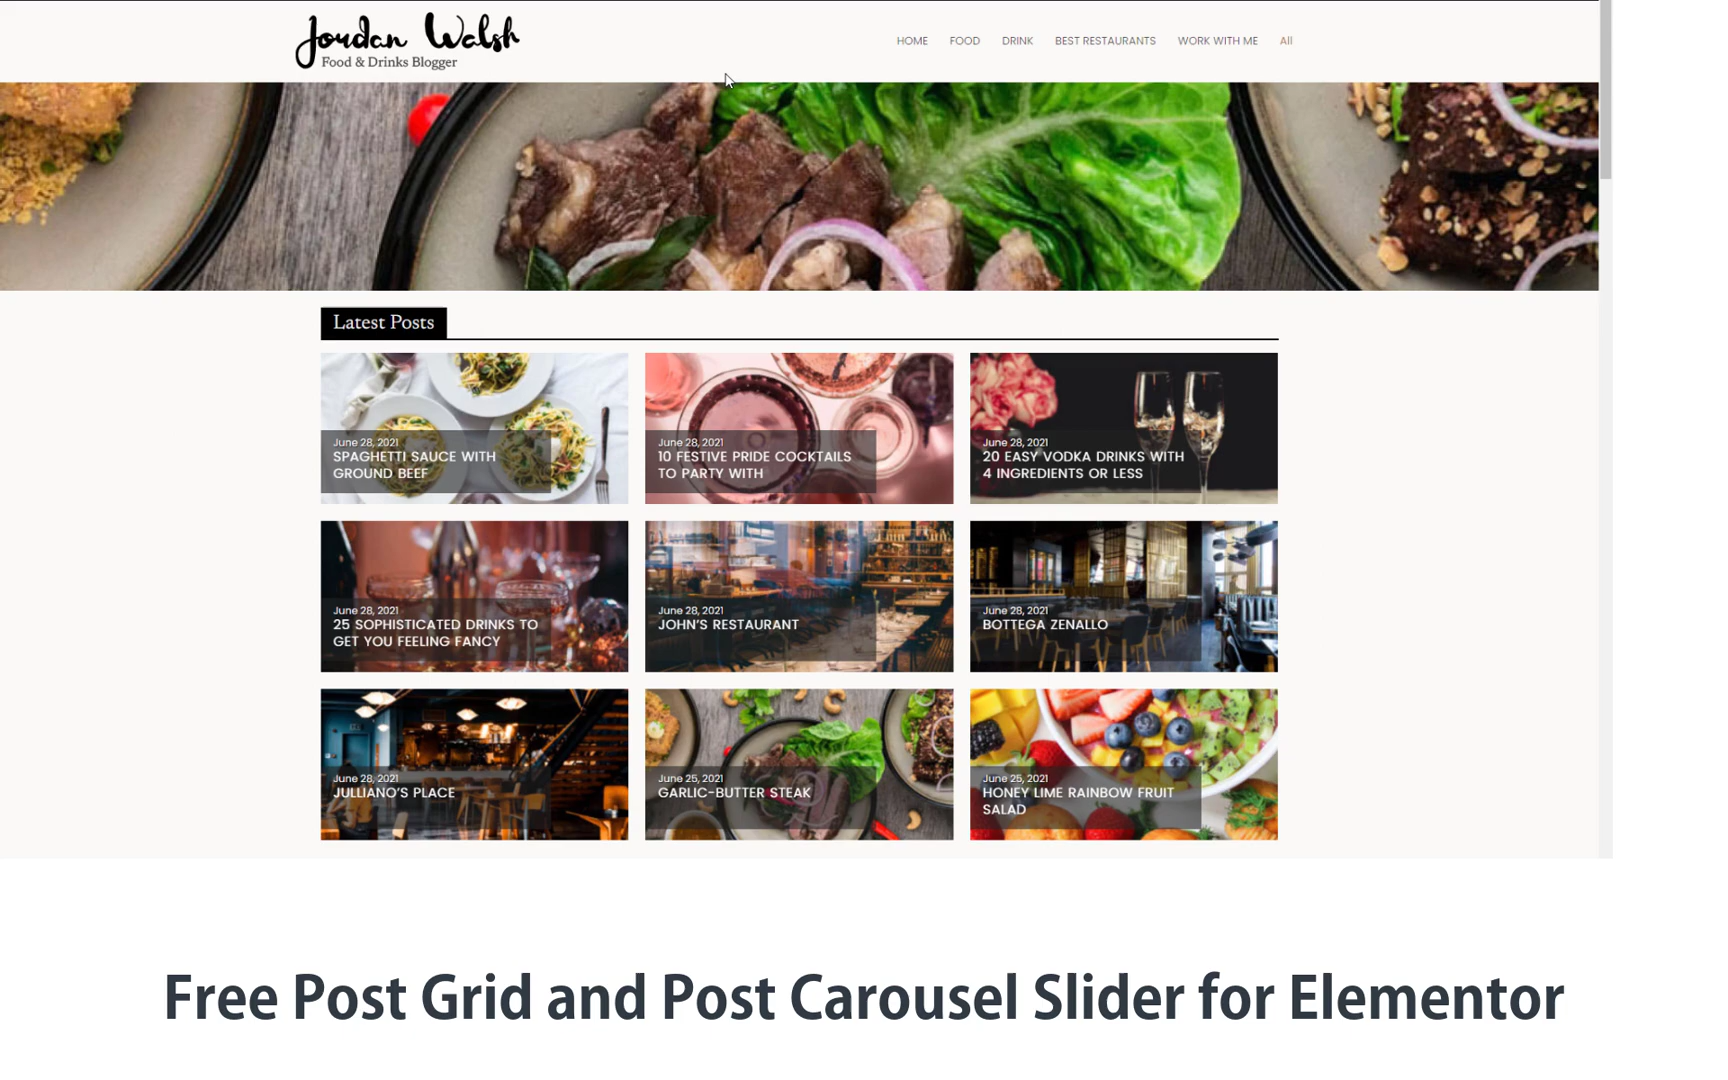 Jordan Walsh
Food & Drinks Blogger
HOME FOOD DRINK BEST RESTAURANTS WORK WITH ME All
Latest Posts
June 28, 2021
SPAGHETTI SAUCE WITH
GROUND BEEF
June 28, 2021
10 FESTIVE PRIDE COCKTAILS
TO PARTY WITH
June 28, 2021
20 EASY VODKA DRINKS WITH
4 INGREDIENTS OR LESS
June 28, 2021
25 SOPHISTICATED DRINKS TO
GET YOU FEELING FANCY
June 28, 2021
JOHN'S RESTAURANT
June 28, 2021
BOTTEGA ZENALLO
June 28, 2021
JULLIANO'S PLACE
June 25, 2021
GARLIC-BUTTER STEAK
June 25, 2021
HONEY LIME RAINBOW FRUIT
SALAD
Free Post Grid and Post Carousel Slider for Elementor